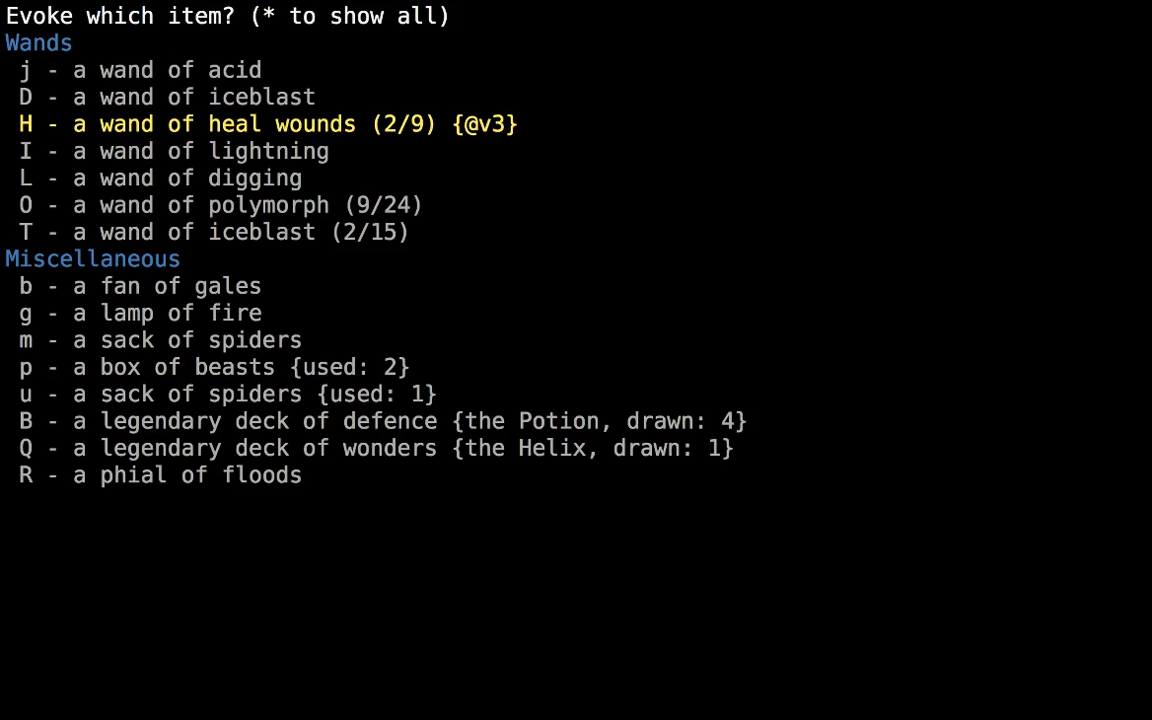 Evoke which item? (* to show all)
Wands
j - a wand of acid
D - a wand of iceblast
H - a wand of heal wounds (2/9) {@v3}
I - a wand of lightning
L - a wand of digging
O - a wand of polymorph (9/24)
T - a wand of iceblast (2/15)
Miscellaneous
b - a fan of gales
g - a lamp of fire
m - a sack of spiders
p - a box of beasts {used: 2}
u - a sack of spiders {used: 1}
B - a legendary deck of defence {the Potion, drawn: 4}
Q - a legendary deck of wonders {the Helix, drawn: 1}
R - a phial of floods